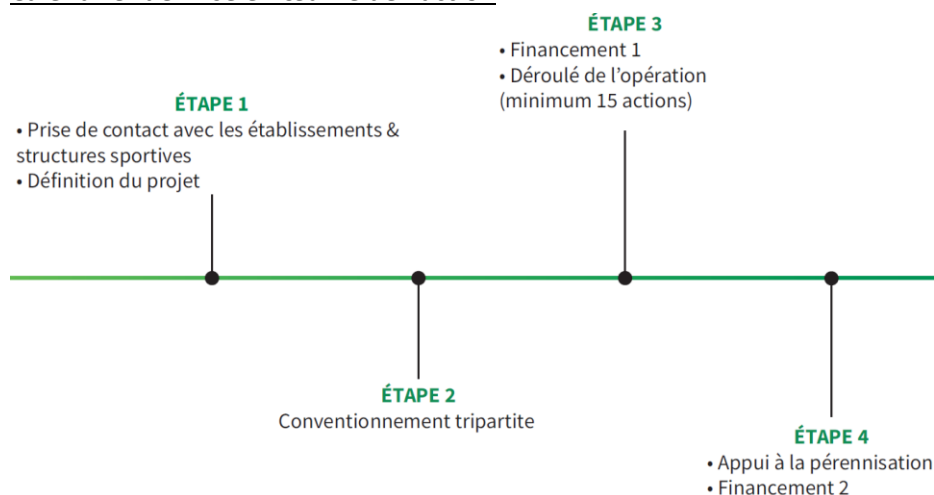 ÉTAPE 1
• Prise de contact avec les établissements &
structures sportives
• Définition du projet
ÉTAPE 2
Conventionnement tripartite
ÉTAPE 3
• Financement 1
• Déroulé de l'opération
(minimum 15 actions)
ÉTAPE 4
• Appui à la pérennisation
• Financement 2